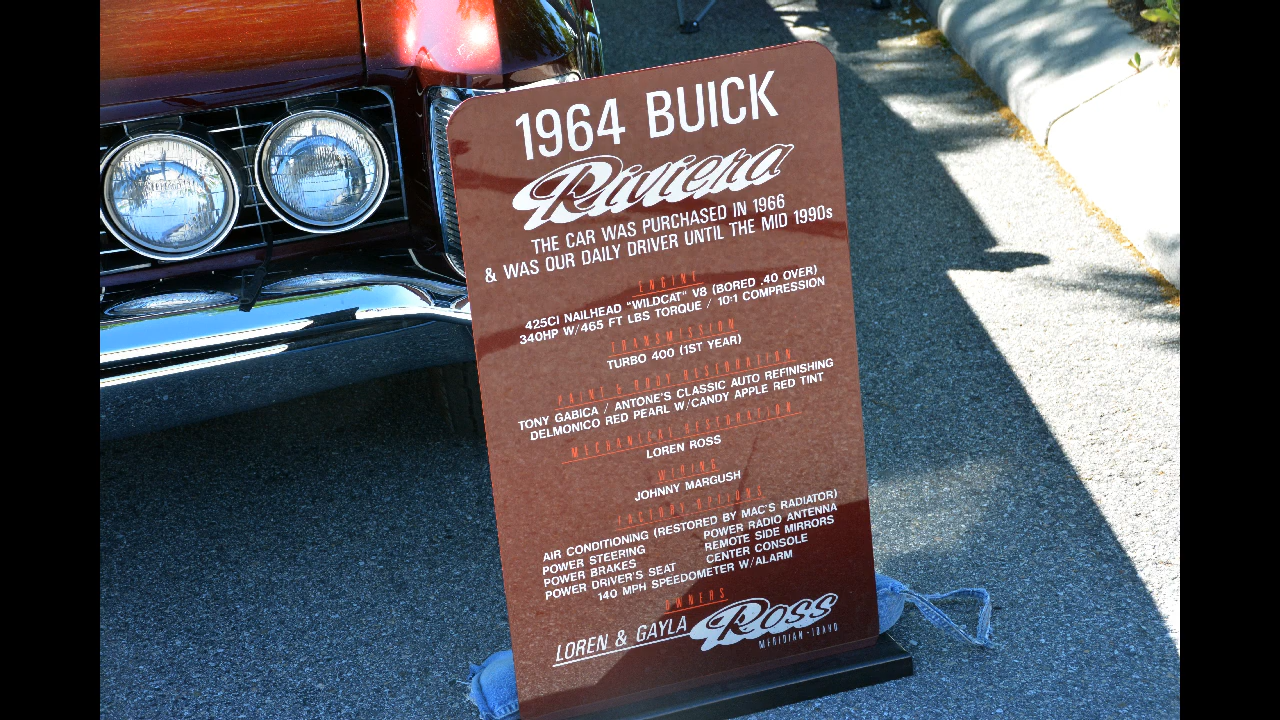 1964 BUICK
Riviera
THE CAR WAS PURCHASED IN 1966
& WAS OUR DAILY DRIVER UNTIL THE MID 1990s
ENGINE
425CI NAILHEAD "WILDCAT" V8 (BORED .40 OVER)
340HP W/465 FT LBS TORQUE / 10:1 COMPRESSION
TRANSMISSION
TURBO 400 (1ST YEAR)
PAINT & BODY RESTORATION
TONY GABICA / ANTONE'S CLASSIC AUTO REFINISHING
DELMONICO RED PEARL W/CANDY APPLE RED TINT
MECHANICAL RESTORATION
LOREN ROSS
WIRING
JOHNNY MARGUSH
FACTORY OPTIONS
AIR CONDITIONING (RESTORED BY MAC'S RADIATOR)
POWER STEERING POWER RADIO ANTENNA
POWER BRAKES REMOTE SIDE MIRRORS
POWER DRIVER'S SEAT CENTER CONSOLE
140 MPH SPEEDOMETER W/ALARM
OWNERS
LOREN & GAYLA ROSS
MERIDIAN - IDAHO